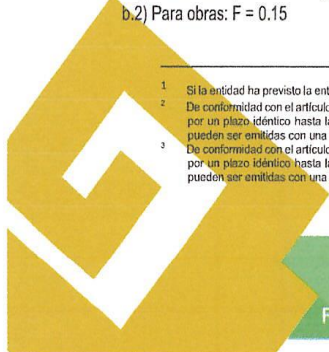 b.2) Para obras: F = 0.15
1 Si la entidad ha previsto la ent
2 De conformidad con el artículo
por un plazo idéntico hasta la
pueden ser emitidas con una
3 De conformidad con el artículo
por un plazo idéntico hasta la
pueden ser emitidas con una